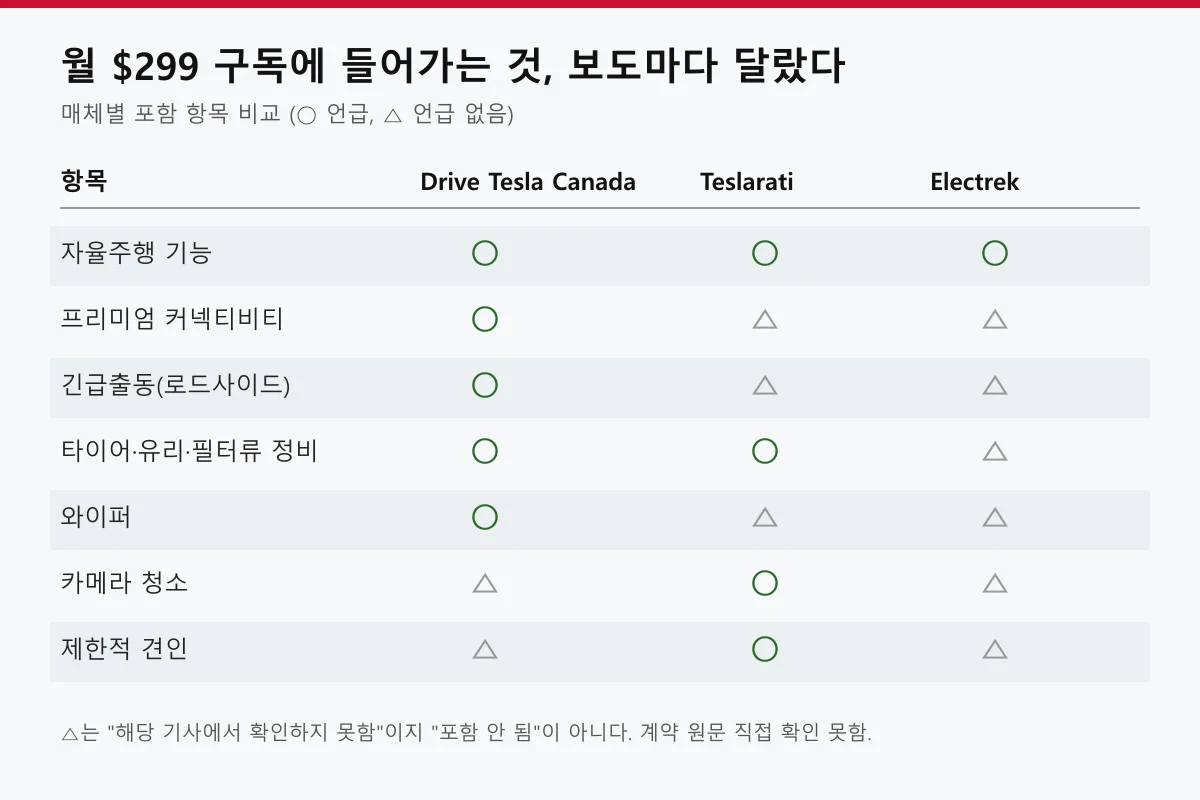 월 $299 구독에 들어가는 것, 보도마다 달랐다
매체별 포함 항목 비교 (○ 언급, △ 언급 없음)
항목 Drive Tesla Canada Teslarati Electrek
자율주행 기능 ○ ○ ○
프리미엄 커넥티비티 ○ △ △
긴급출동(로드사이드) ○ △ △
타이어·유리·필터류 정비 ○ ○ △
와이퍼 ○ △ △
카메라 청소 △ ○ △
제한적 견인 △ ○ △
△는 "해당 기사에서 확인하지 못함"이지 "포함 안 됨"이 아니다. 계약 원문 직접 확인 못함.